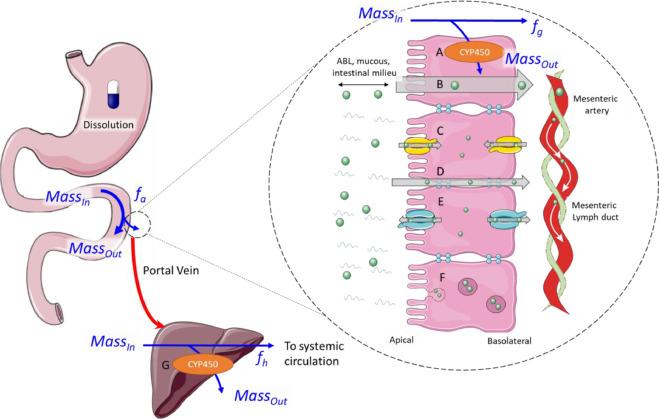 Mass_In
f_g
A
CYP450
Mass_Out
ABL, mucous,
intestinal milieu
B
Mesenteric
artery
Dissolution
C
D
Mass_In
f_a
E
Mesenteric
Lymph duct
Mass_Out
Portal Vein
F
Apical
Basolateral
Mass_In
To systemic
circulation
f_h
G
CYP450
Mass_Out